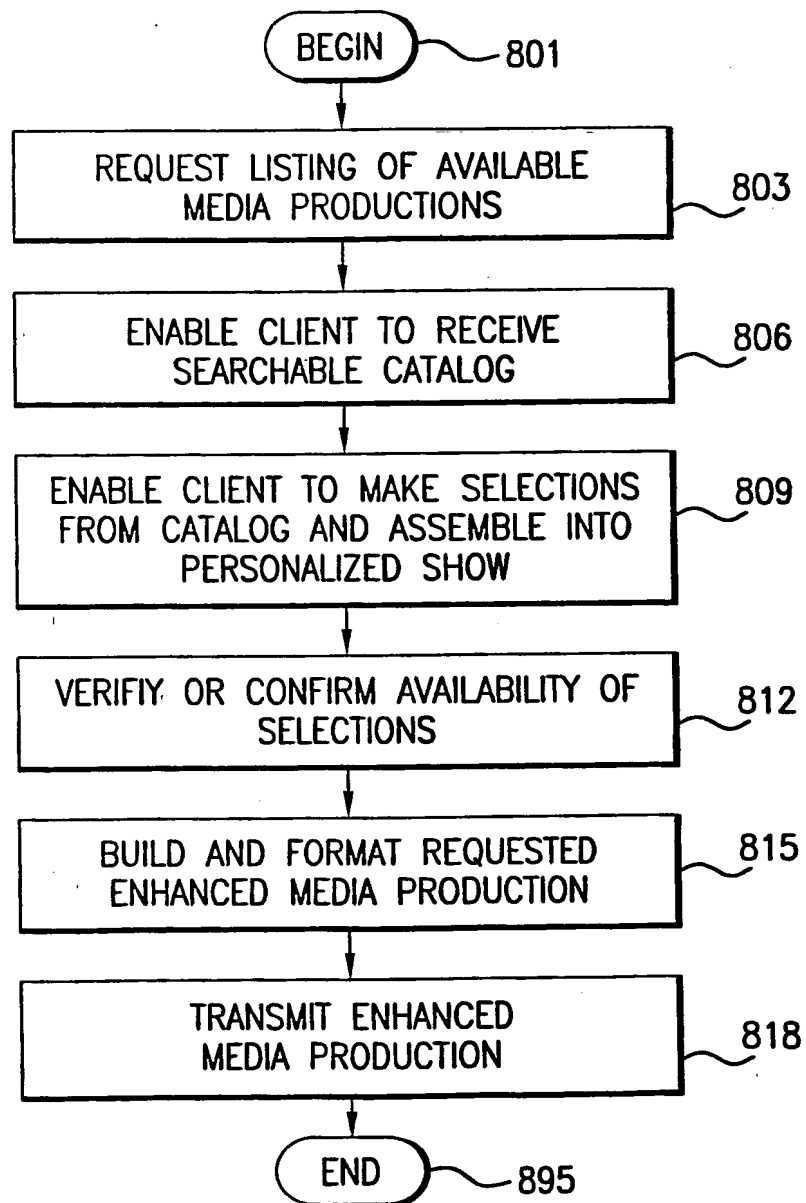 BEGIN
801
REQUEST LISTING OF AVAILABLE
MEDIA PRODUCTIONS
803
ENABLE CLIENT TO RECEIVE
SEARCHABLE CATALOG
806
ENABLE CLIENT TO MAKE SELECTIONS
FROM CATALOG AND ASSEMBLE INTO
PERSONALIZED SHOW
809
VERIFIY OR CONFIRM AVAILABILITY OF
SELECTIONS
812
BUILD AND FORMAT REQUESTED
ENHANCED MEDIA PRODUCTION
815
TRANSMIT ENHANCED
MEDIA PRODUCTION
818
END
895